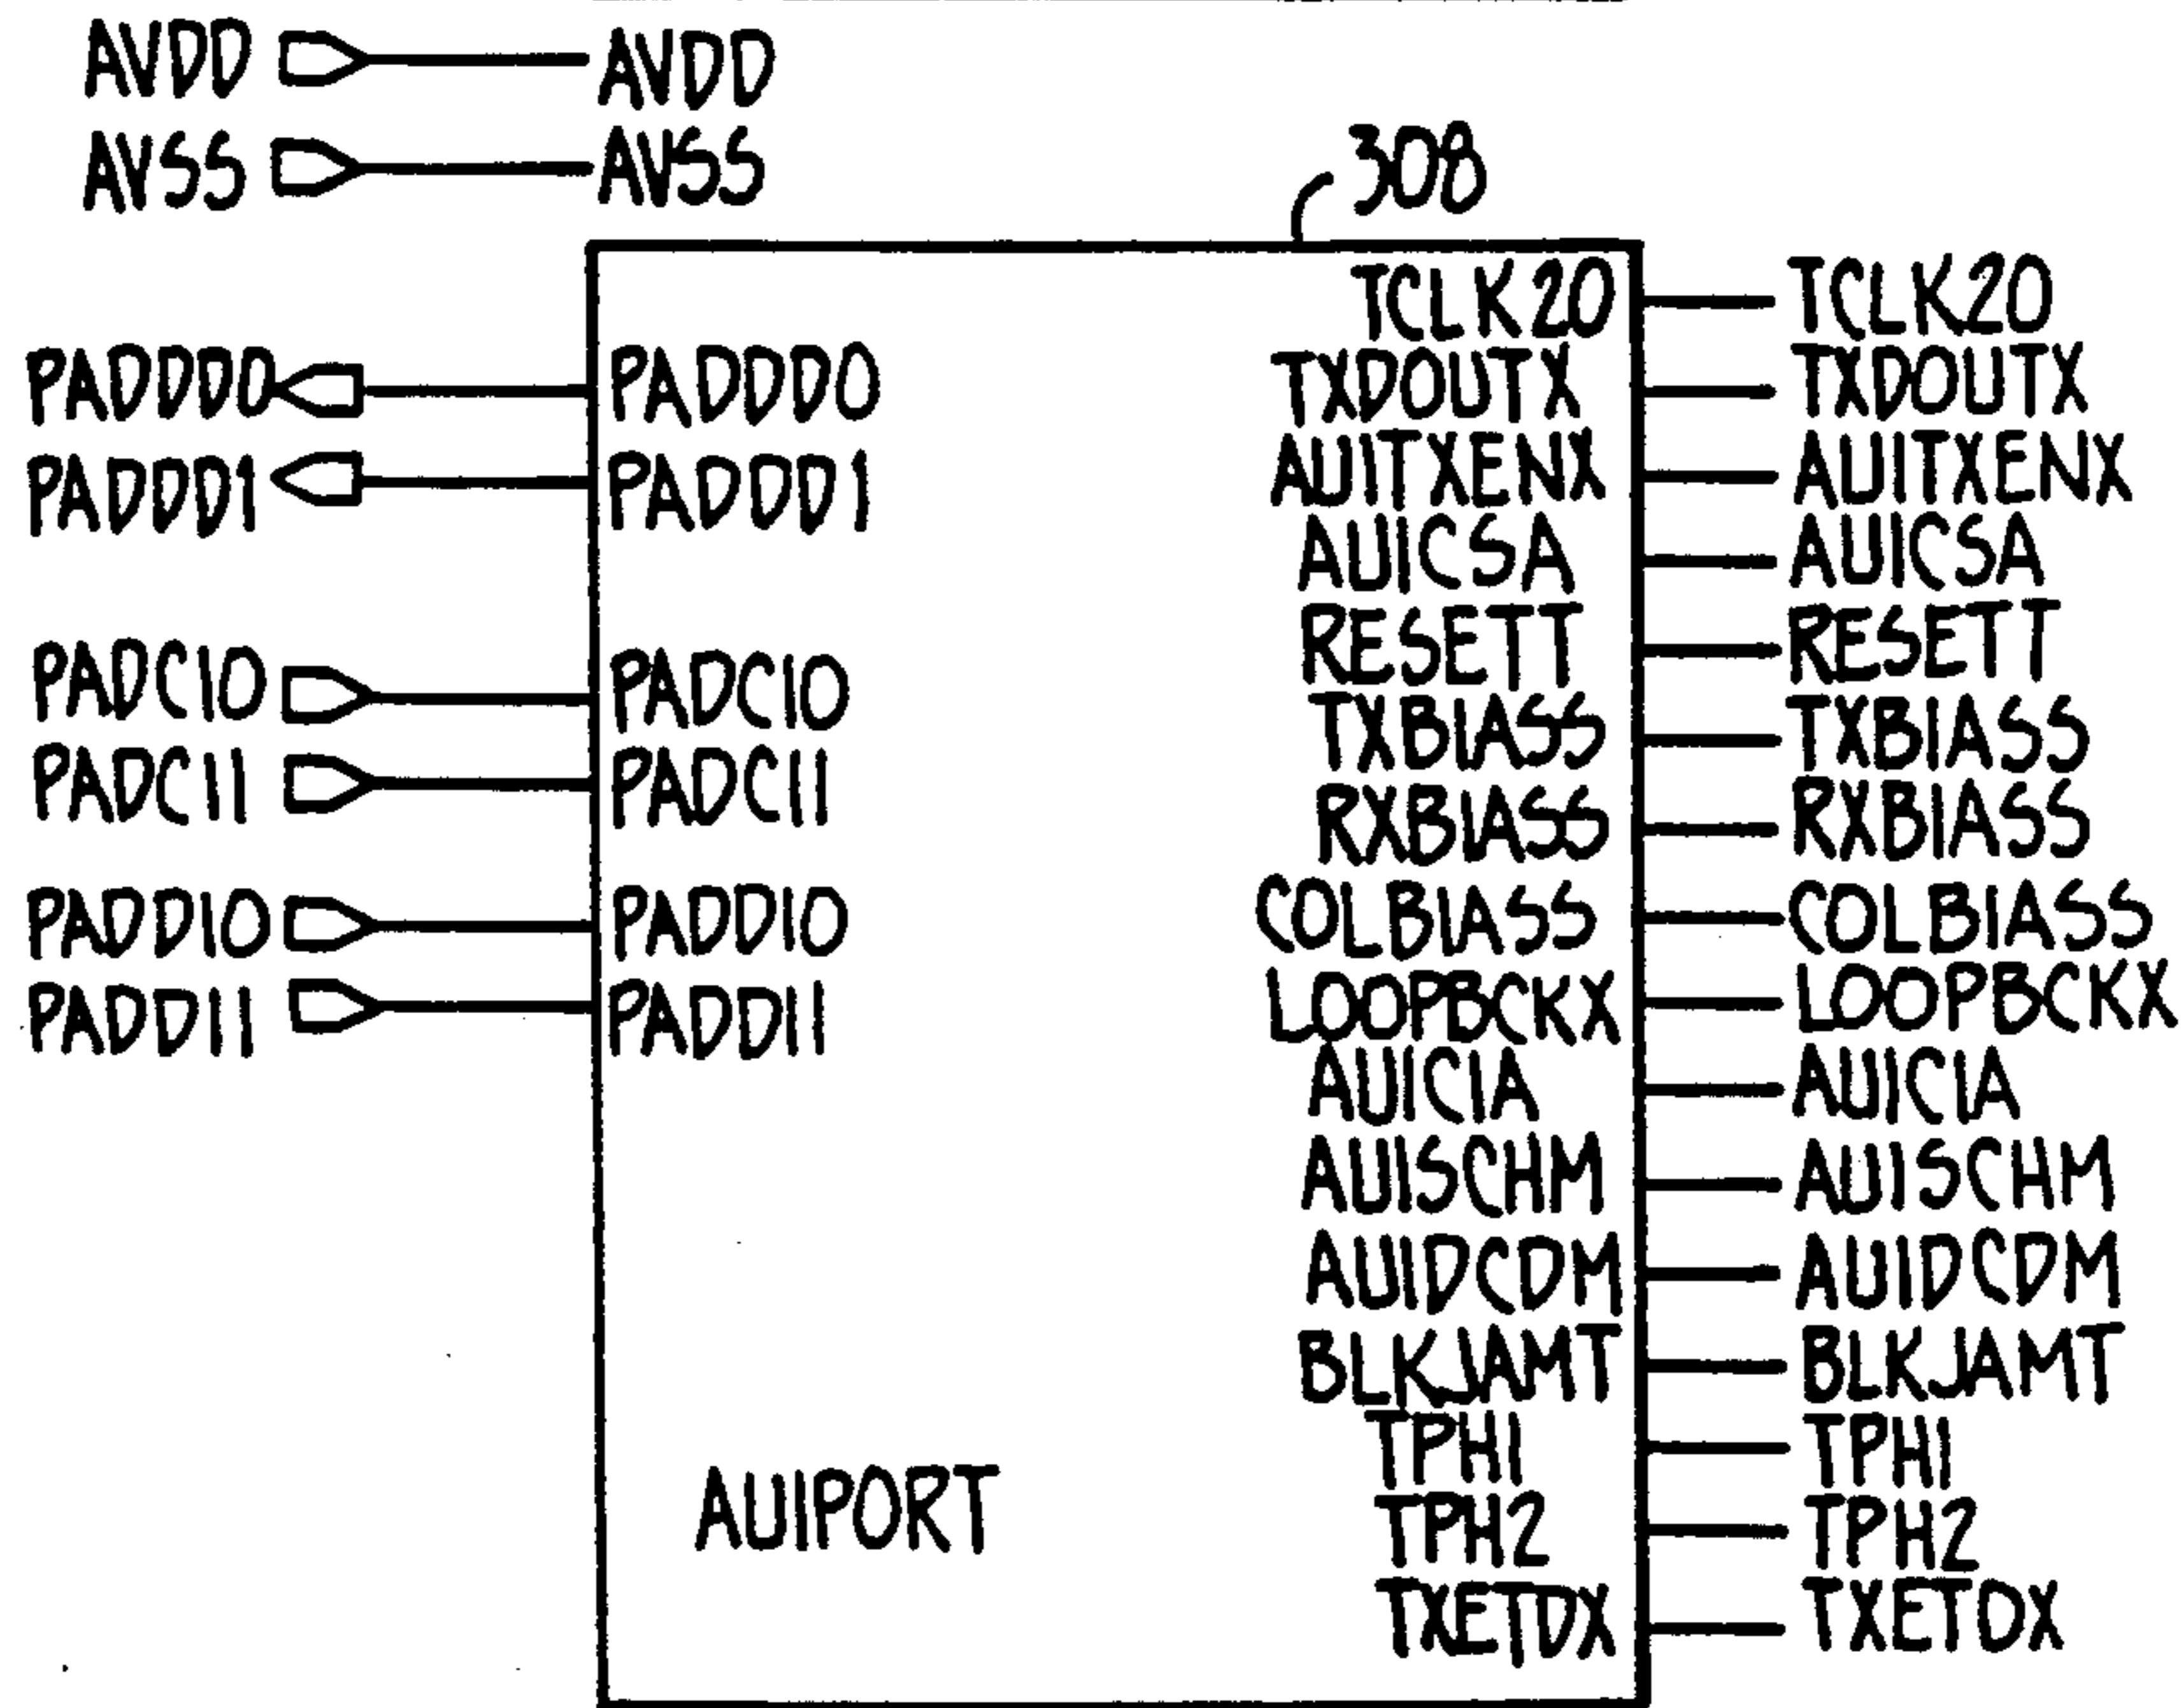 AVDD AVDD
AVSS AVSS
308
TCLK20 TCLK20
PADDD0 PADDD0 TXDOUTX TXDOUTX
PADDD1 PADDD1 AUITXENX AUITXENX
AUICSA AUICSA
RESETT RESETT
PADCI0 PADCI0 TXBIASS TXBIASS
PADCI1 PADCI1 RXBIASS RXBIASS
PADDI0 PADDI0 COLBIASS COLBIASS
PADDI1 PADDI1 LOOPBCKX LOOPBCKX
AUICIA AUICIA
AUISCHM AUISCHM
AUIDCDM AUIDCDM
BLKJAMT BLKJAMT
TPH1 TPH1
AUIPORT TPH2 TPH2
TXETDX TXETDX